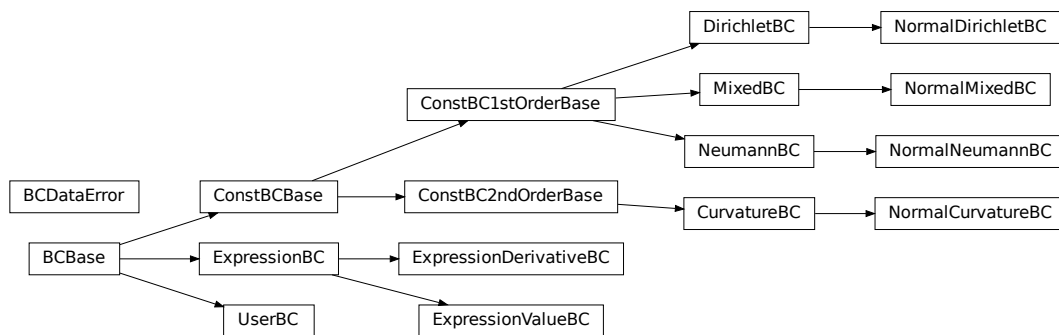 DirichletBC
NormalDirichletBC
MixedBC
NormalMixedBC
ConstBC1stOrderBase
NeumannBC
NormalNeumannBC
BCDataError
ConstBCBase
ConstBC2ndOrderBase
CurvatureBC
NormalCurvatureBC
BCBase
ExpressionBC
ExpressionDerivativeBC
UserBC
ExpressionValueBC